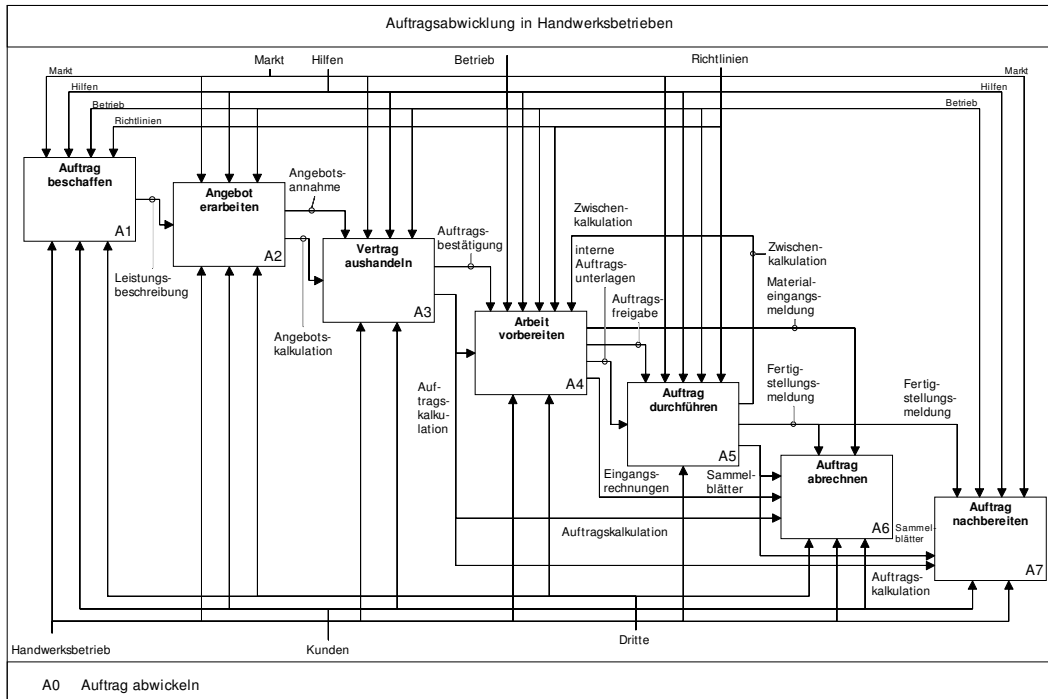 Auftragsabwicklung in Handwerksbetrieben
Markt
Hilfen
Betrieb
Richtlinien
Markt
Hilfen
Betrieb
Richtlinien
Markt
Hilfen
Betrieb
Auftrag
beschaffen
A1
Leistungs-
beschreibung
Angebot
erarbeiten
A2
Angebots-
annahme
Angebots-
kalkulation
Vertrag
aushandeln
A3
Auftrags-
bestätigung
Auf-
trags-
kalku-
lation
Arbeit
vorbereiten
A4
Zwischen-
kalkulation
interne
Auftrags-
unterlagen
Auftrags-
freigabe
Zwischen-
kalkulation
Material-
eingangs-
meldung
Auftrag
durchführen
A5
Fertig-
stellungs-
meldung
Fertig-
stellungs-
meldung
Eingangs-
rechnungen
Sammel-
blätter
Auftragskalkulation
Auftrag
abrechnen
A6
Sammel-
blätter
Auftrags-
kalkulation
Auftrag
nachbereiten
A7
Handwerksbetrieb
Kunden
Dritte
A0 Auftrag abwickeln